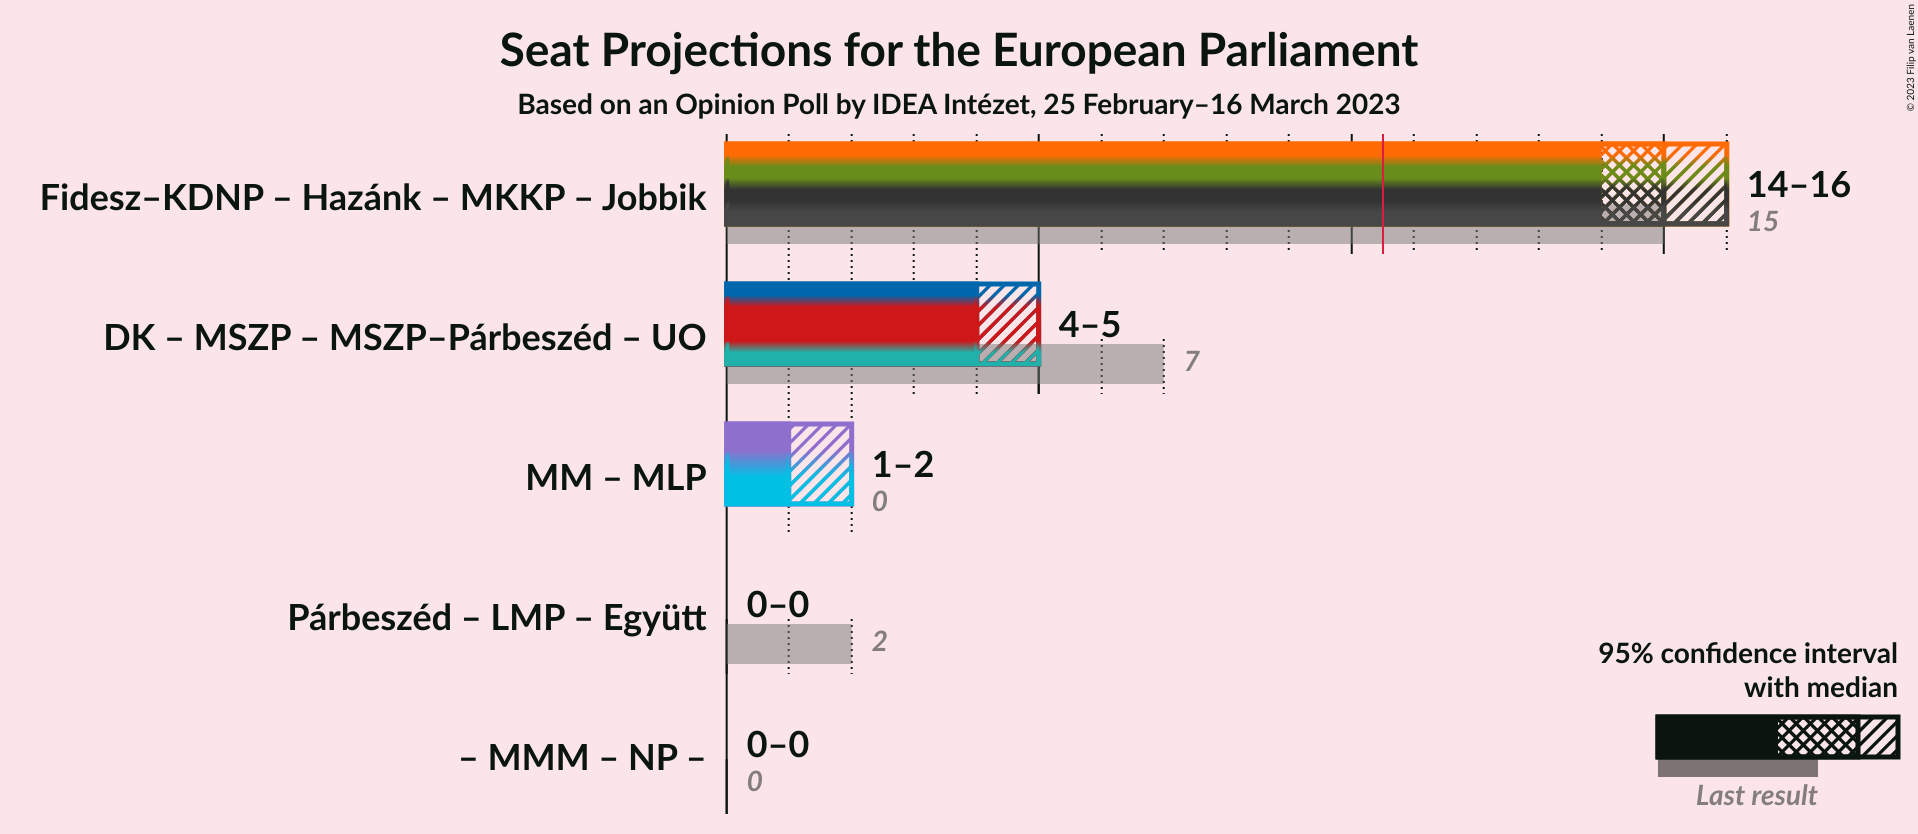 Seat Projections for the European Parliament
Based on an Opinion Poll by IDEA Intézet, 25 February–16 March 2023
© 2023 Filip van Laenen
Fidesz–KDNP – Hazánk – MKKP – Jobbik
14–16
15
DK – MSZP – MSZP–Párbeszéd – UO
4–5
7
MM – MLP
1–2
0
Párbeszéd – LMP – Együtt
0–0
2
– MMM – NP –
0–0
0
95% confidence interval
with median
Last result